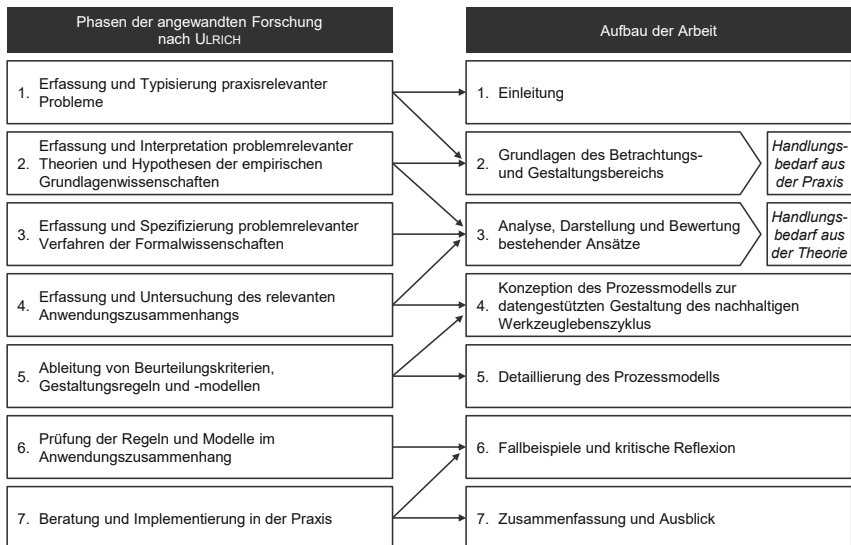 Phasen der angewandten Forschung
nach ULRICH
Aufbau der Arbeit
1. Erfassung und Typisierung praxisrelevanter
Probleme
1. Einleitung
2. Erfassung und Interpretation problemrelevanter
Theorien und Hypothesen der empirischen
Grundlagenwissenschaften
2. Grundlagen des Betrachtungs-
und Gestaltungsbereichs
Handlungs-
bedarf aus
der Praxis
3. Erfassung und Spezifizierung problemrelevanter
Verfahren der Formalwissenschaften
3. Analyse, Darstellung und Bewertung
bestehender Ansätze
Handlungs-
bedarf aus
der Theorie
4. Erfassung und Untersuchung des relevanten
Anwendungszusammenhangs
4. Konzeption des Prozessmodells zur
datengestützten Gestaltung des nachhaltigen
Werkzeuglebenszyklus
5. Ableitung von Beurteilungskriterien,
Gestaltungsregeln und -modellen
5. Detaillierung des Prozessmodells
6. Prüfung der Regeln und Modelle im
Anwendungszusammenhang
6. Fallbeispiele und kritische Reflexion
7. Beratung und Implementierung in der Praxis
7. Zusammenfassung und Ausblick